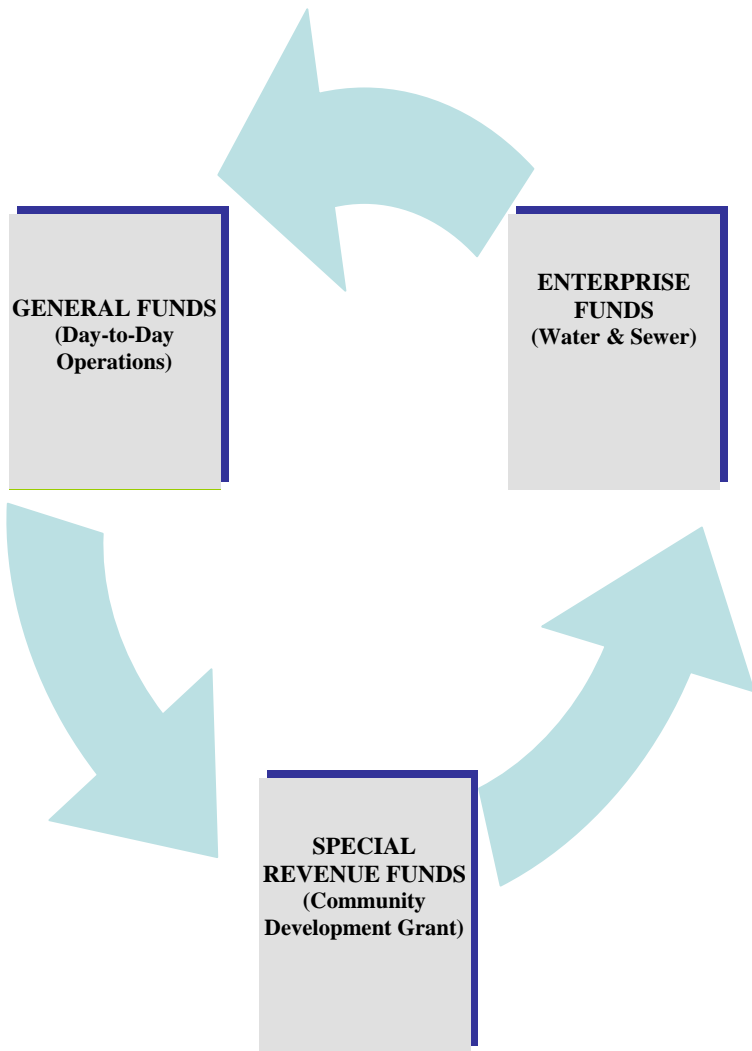 GENERAL FUNDS
(Day-to-Day
Operations)
ENTERPRISE
FUNDS
(Water & Sewer)
SPECIAL
REVENUE FUNDS
(Community
Development Grant)